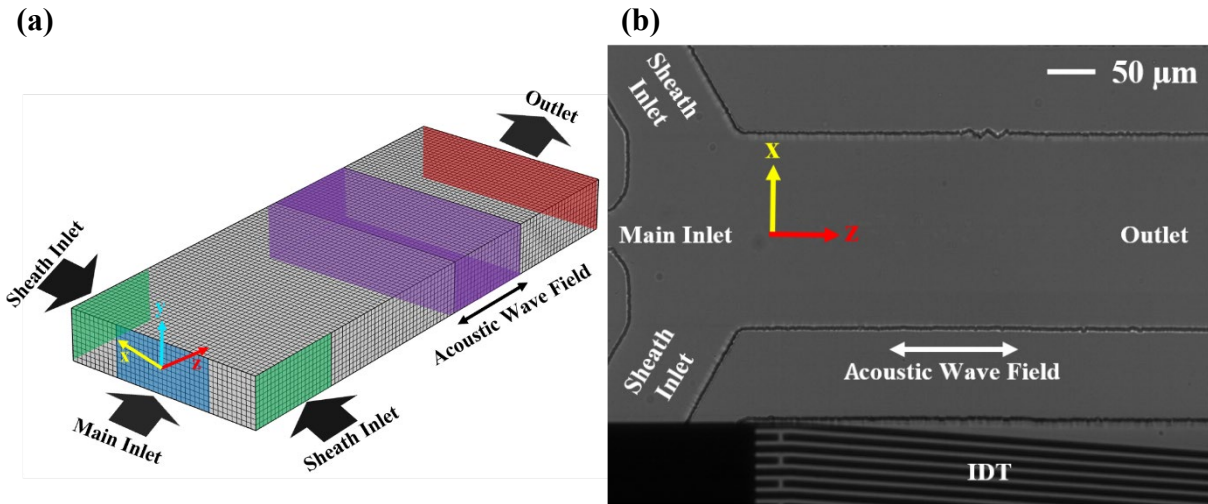 (a)
(b)
Outlet
Sheath Inlet
y
x
z
Acoustic Wave Field
Main Inlet
Sheath Inlet
Sheath
Inlet
50 μm
X
Z
Main Inlet
Outlet
Sheath
Inlet
Acoustic Wave Field
IDT